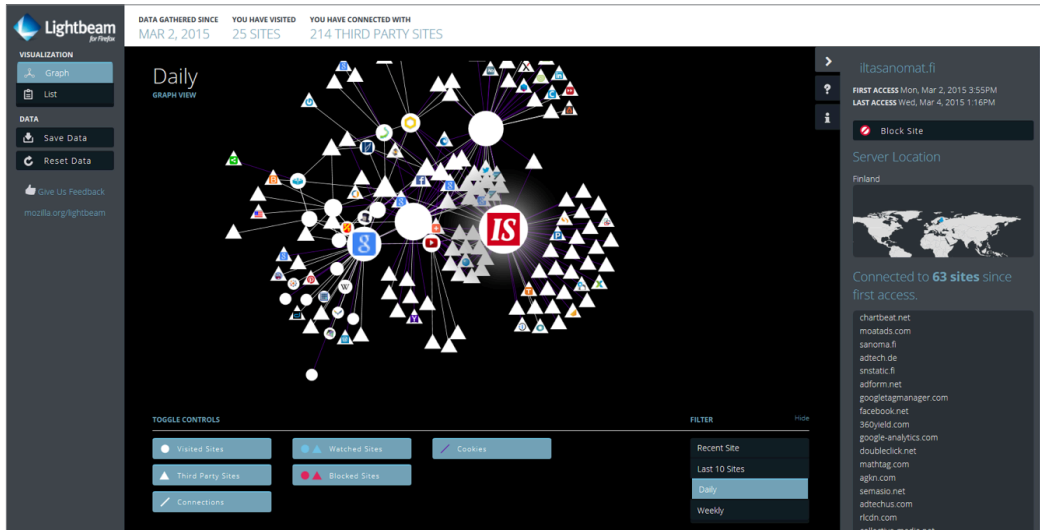 Lightbeam
for Firefox
DATA GATHERED SINCE
MAR 2, 2015
YOU HAVE VISITED
25 SITES
YOU HAVE CONNECTED WITH
214 THIRD PARTY SITES
VISUALIZATION
Graph
List
DATA
Save Data
Reset Data
Give Us Feedback
mozilla.org/lightbeam
Daily
GRAPH VIEW
IS
8
W
TOGGLE CONTROLS
Visited Sites
Watched Sites
Cookies
Third Party Sites
Blocked Sites
Connections
FILTER
Hide
Recent Site
Last 10 Sites
Daily
Weekly
iltasanomat.fi
FIRST ACCESS Mon, Mar 2, 2015 3:55PM
LAST ACCESS Wed, Mar 4, 2015 1:16PM
Block Site
Server Location
Finland
Connected to 63 sites since
first access.
chartbeat.net
moatads.com
sanoma.fi
adtech.de
snstatic.fi
adform.net
googletagmanager.com
facebook.net
360yield.com
google-analytics.com
doubleclick.net
mathtag.com
agkn.com
semasio.net
adtechus.com
rlcdn.com